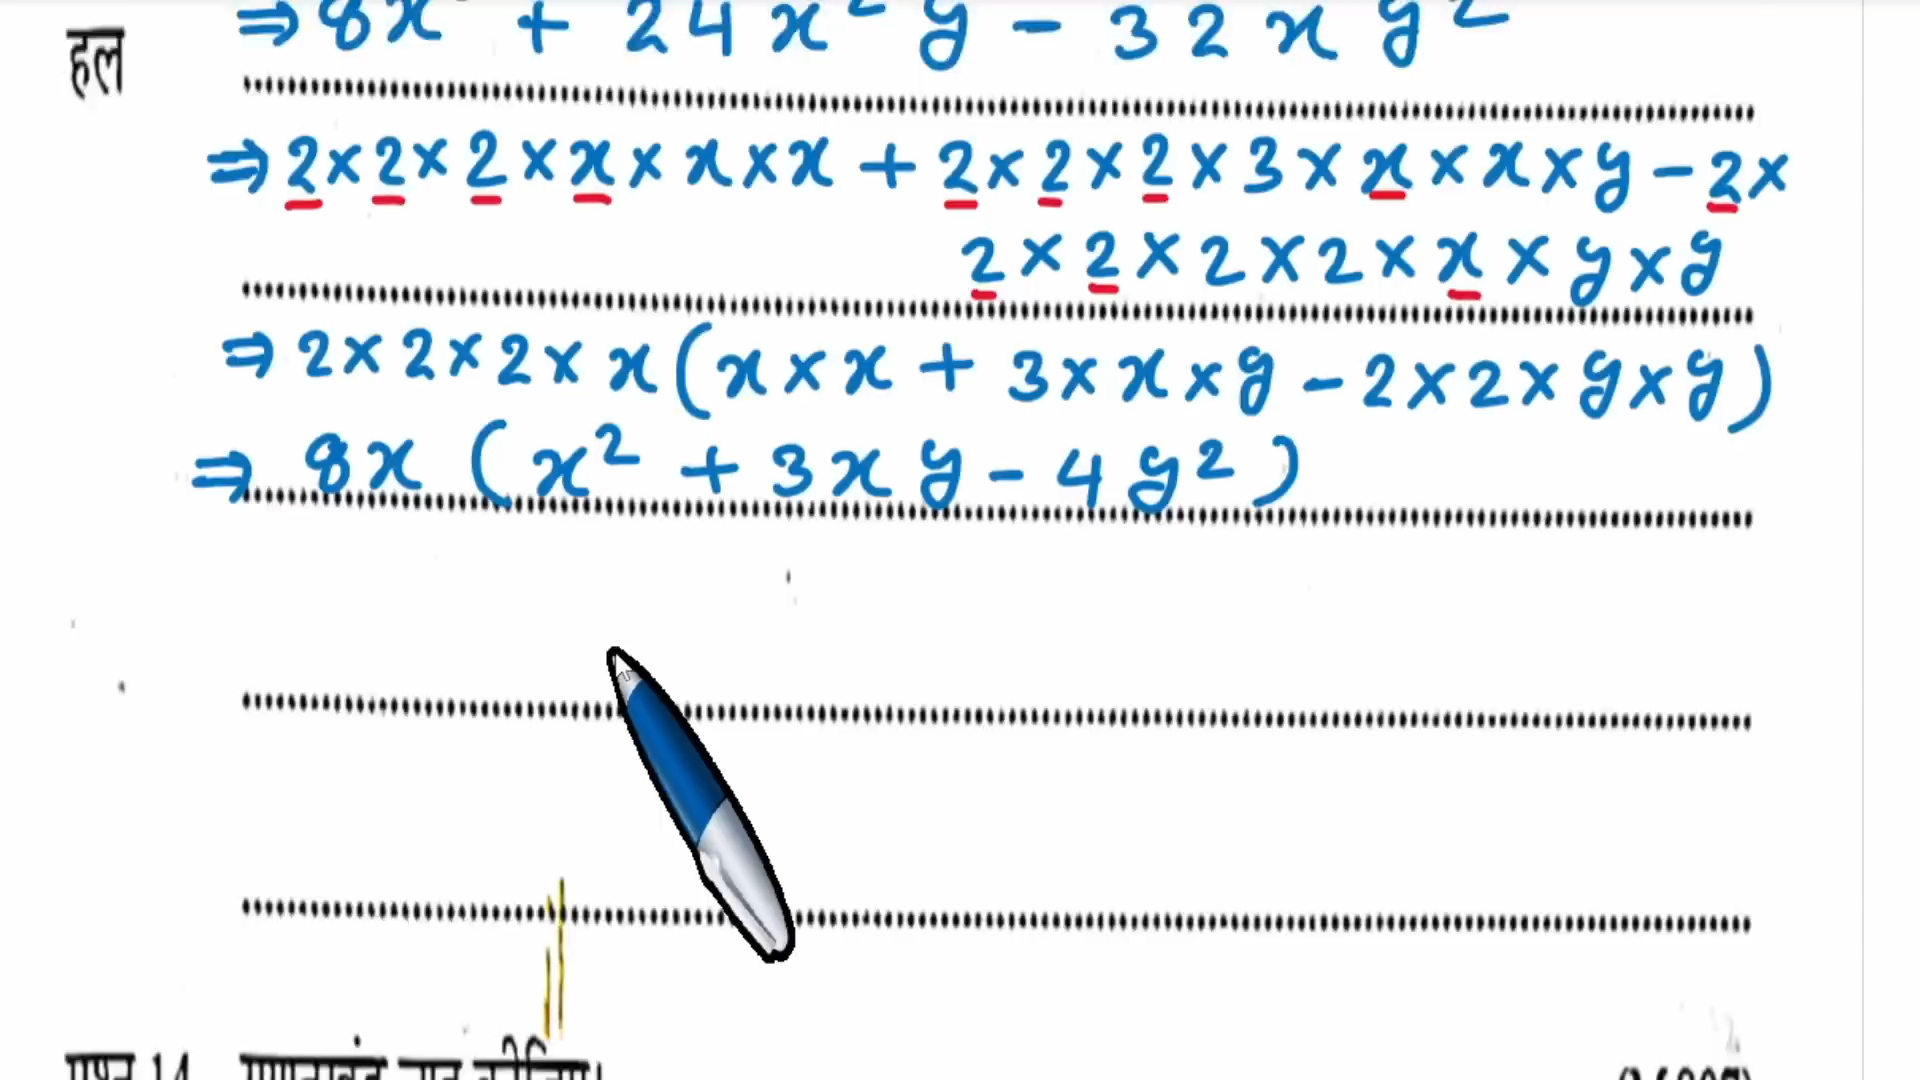 हल
⇒ 8x + 24x²y - 32xy²
⇒ 2×2×2×x×x×x + 2×2×2×3×x×x×y - 2×
2×2×2×2×x×y×y
⇒ 2×2×2×x(x×x + 3×x×y - 2×2×y×y)
⇒ 8x (x² + 3xy - 4y²)